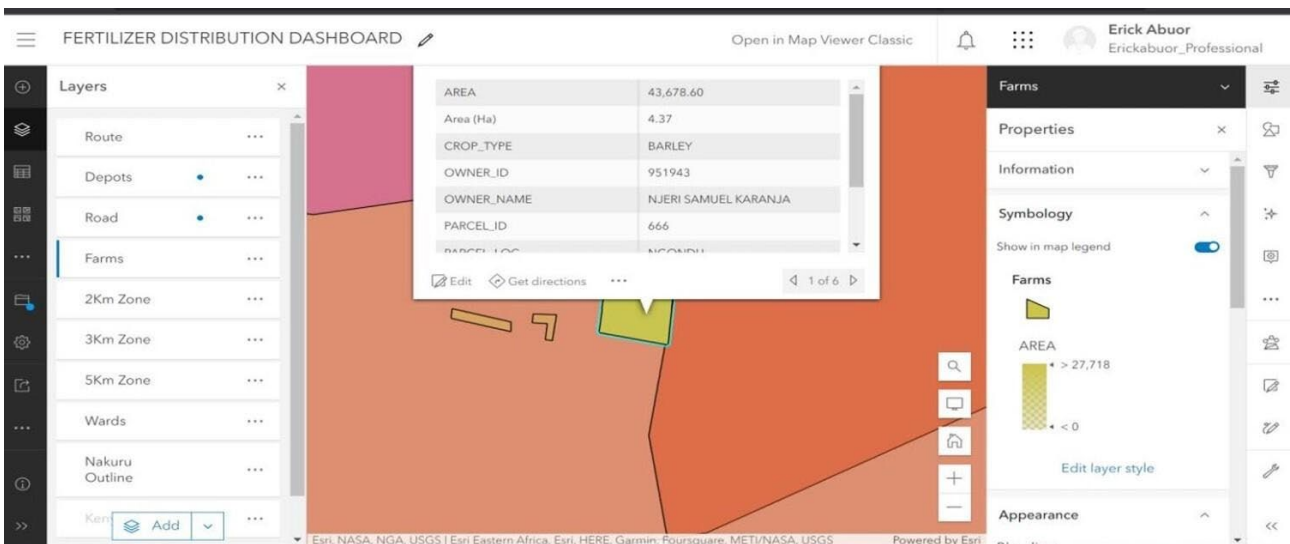 FERTILIZER DISTRIBUTION DASHBOARD
Open in Map Viewer Classic
Erick Abuor
Erickabuor_Professional
Layers
Route
Depots
Road
Farms
2Km Zone
3Km Zone
5Km Zone
Wards
Nakuru
Outline
Add
AREA 43,678.60
Area (Ha) 4.37
CROP_TYPE BARLEY
OWNER_ID 951943
OWNER_NAME NJERI SAMUEL KARANJA
PARCEL_ID 666
Edit Get directions
1 of 6
Esri, NASA, NGA, USGS | Esri Eastern Africa, Esri, HERE, Garmin, Foursquare, METI/NASA, USGS
Powered by Esri
Farms
Properties
Information
Symbology
Show in map legend
Farms
AREA
> 27,718
< 0
Edit layer style
Appearance